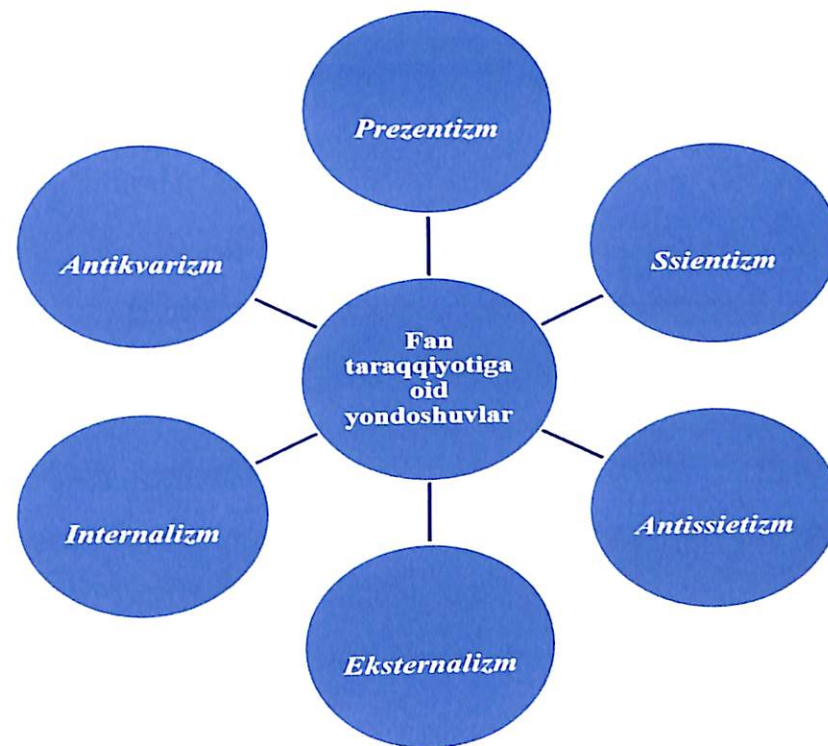 Prezentizm
Ssientizm
Antikvarizm
Fan
taraqqiyotiga
oid
yondoshuvlar
Antissietizm
Internalizm
Eksternalizm